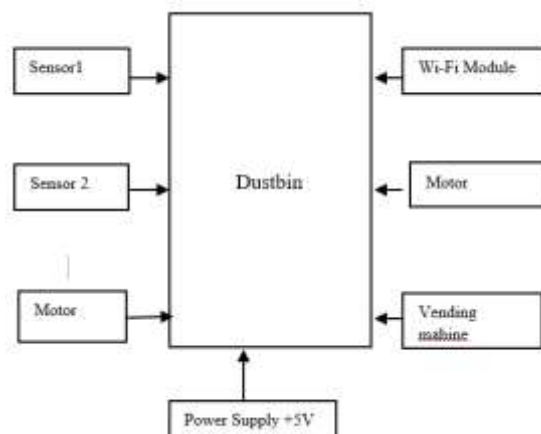 Sensor1
Wi-Fi Module
Sensor 2
Dustbin
Motor
Motor
Vending
mahine
Power Supply +5V